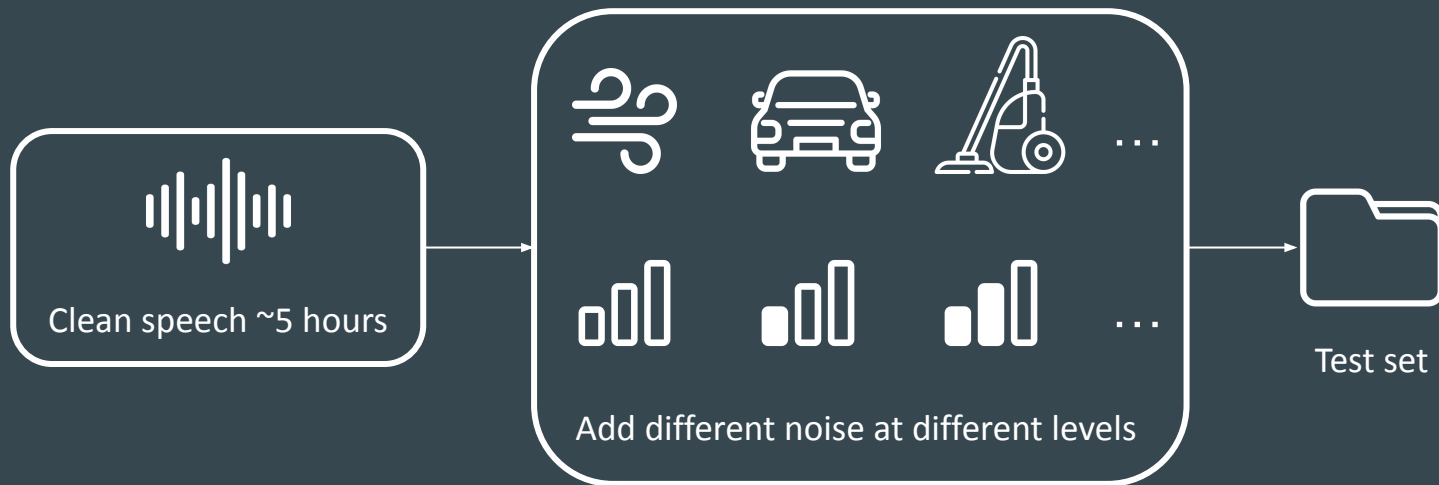 Clean speech ~5 hours
...
...
Add different noise at different levels
Test set